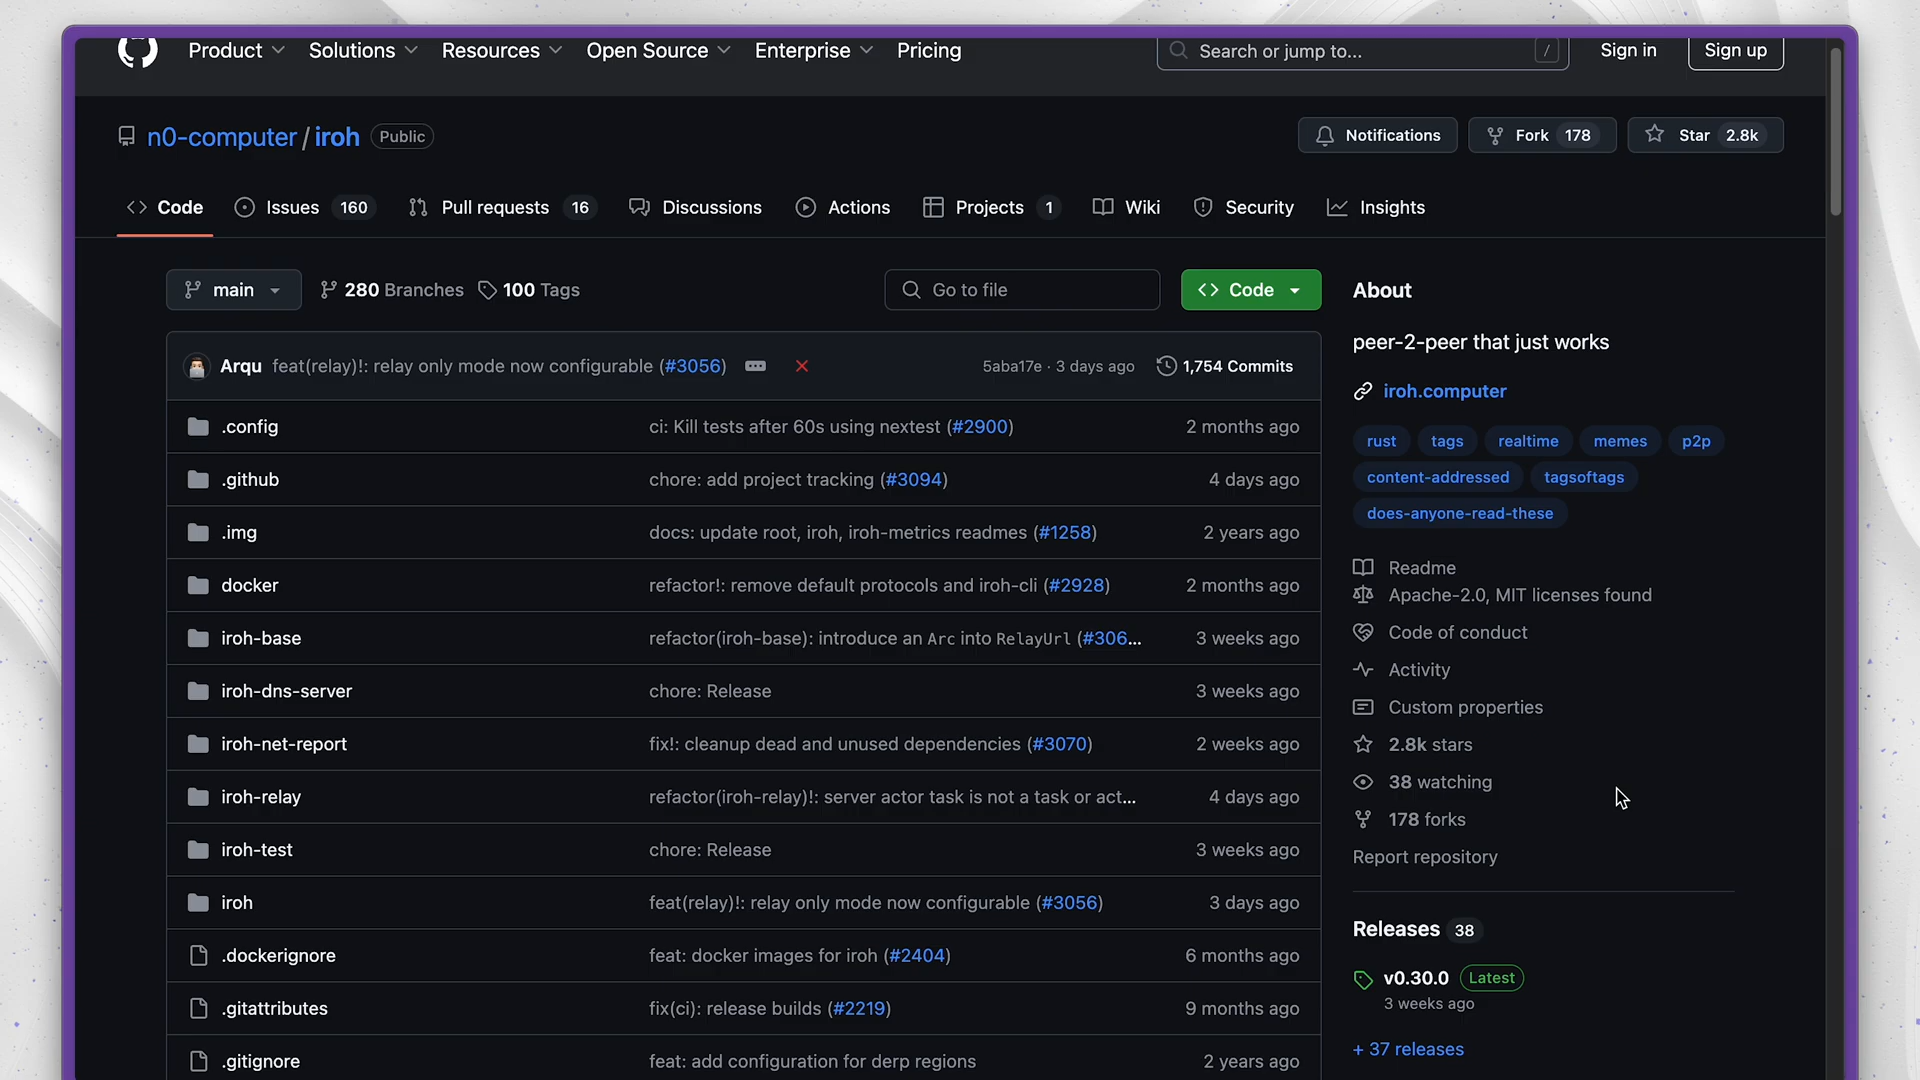 Product Solutions Resources Open Source Enterprise Pricing Search or jump to... / Sign in Sign up
n0-computer / iroh Public Notifications Fork 178 Star 2.8k
Code Issues 160 Pull requests 16 Discussions Actions Projects 1 Wiki Security Insights
main 280 Branches 100 Tags Go to file Code
Arqu feat(relay)!: relay only mode now configurable (#3056) 5aba17e · 3 days ago 1,754 Commits
.config ci: Kill tests after 60s using nextest (#2900) 2 months ago
.github chore: add project tracking (#3094) 4 days ago
.img docs: update root, iroh, iroh-metrics readmes (#1258) 2 years ago
docker refactor!: remove default protocols and iroh-cli (#2928) 2 months ago
iroh-base refactor(iroh-base): introduce an Arc into RelayUrl (#306... 3 weeks ago
iroh-dns-server chore: Release 3 weeks ago
iroh-net-report fix!: cleanup dead and unused dependencies (#3070) 2 weeks ago
iroh-relay refactor(iroh-relay)!: server actor task is not a task or act... 4 days ago
iroh-test chore: Release 3 weeks ago
iroh feat(relay)!: relay only mode now configurable (#3056) 3 days ago
.dockerignore feat: docker images for iroh (#2404) 6 months ago
.gitattributes fix(ci): release builds (#2219) 9 months ago
.gitignore feat: add configuration for derp regions 2 years ago
About
peer-2-peer that just works
iroh.computer
rust tags realtime memes p2p
content-addressed tagsoftags
does-anyone-read-these
Readme
Apache-2.0, MIT licenses found
Code of conduct
Activity
Custom properties
2.8k stars
38 watching
178 forks
Report repository
Releases 38
v0.30.0 Latest
3 weeks ago
+ 37 releases